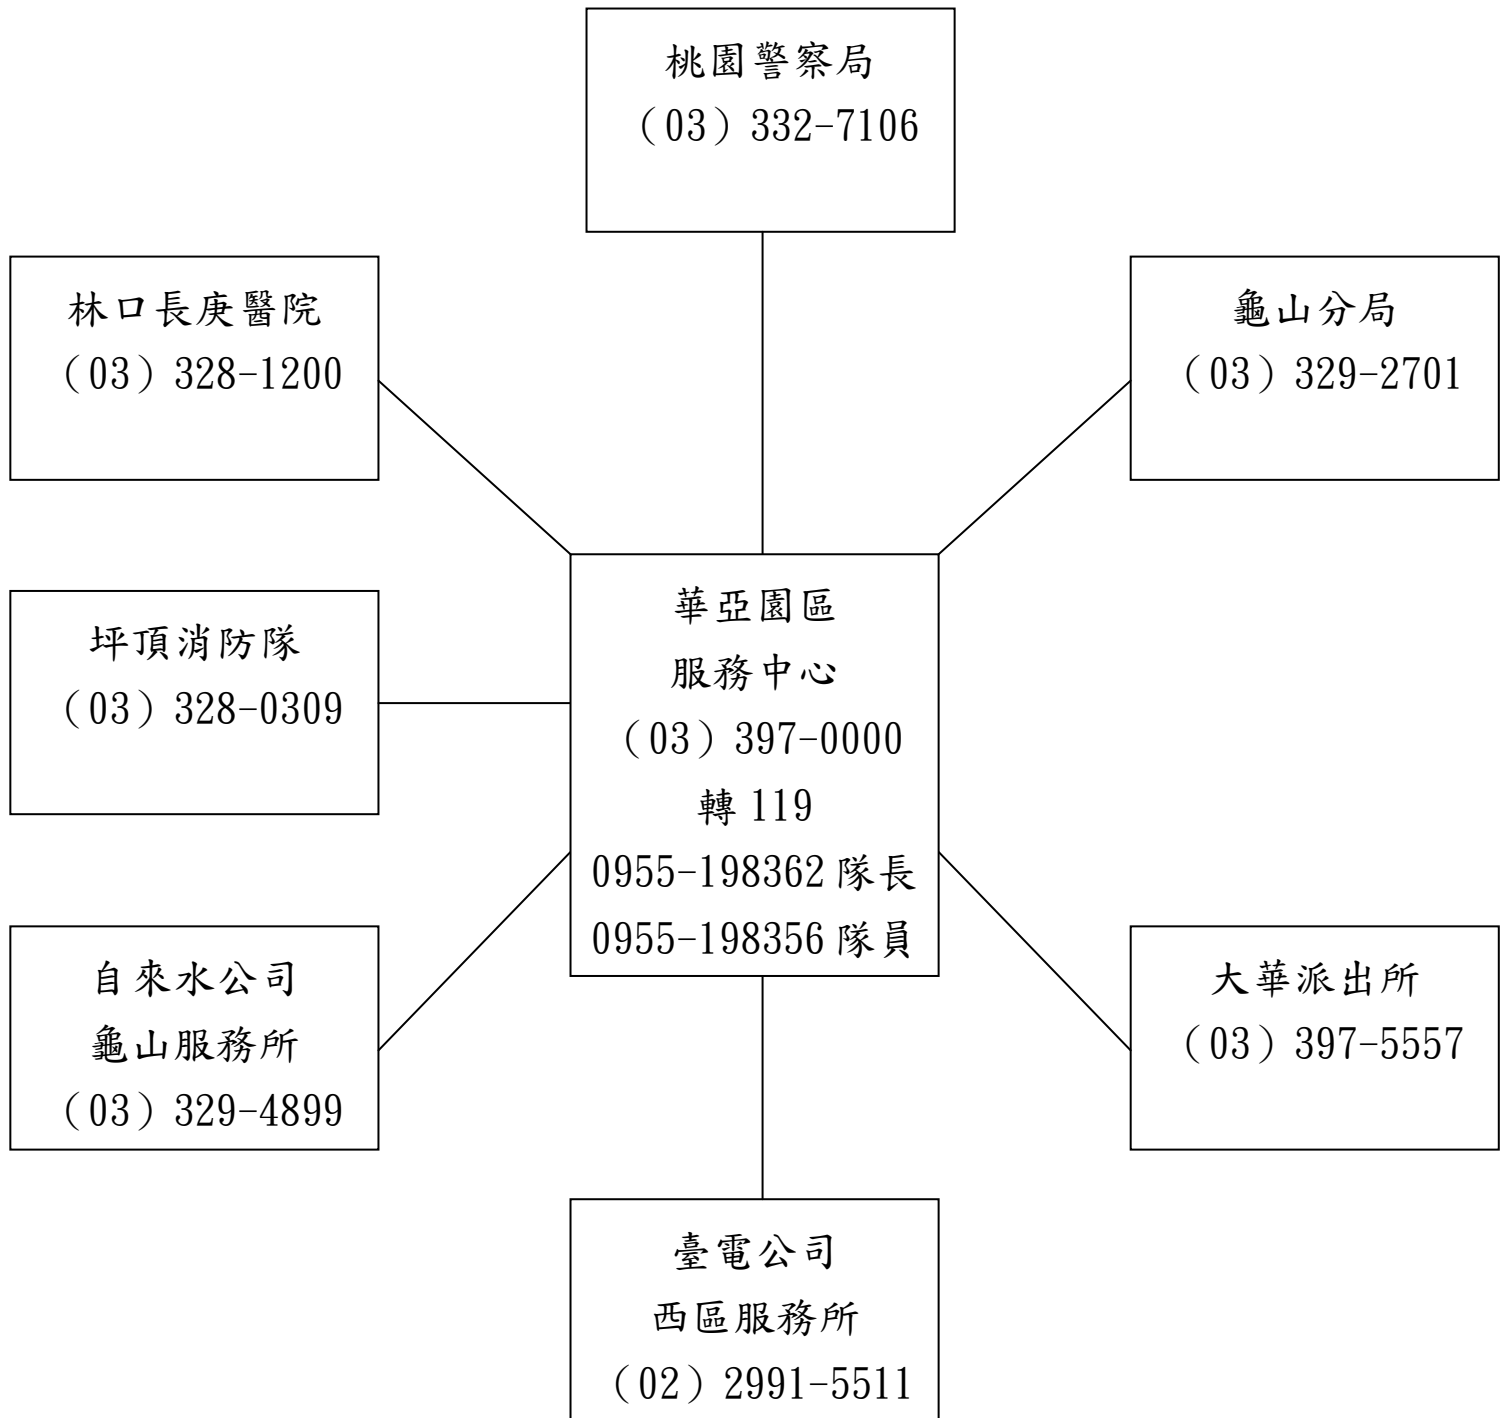 桃園警察局
（03）332-7106
林口長庚醫院
（03）328-1200
龜山分局
（03）329-2701
坪頂消防隊
（03）328-0309
華亞園區
服務中心
（03）397-0000
轉 119
0955-198362 隊長
0955-198356 隊員
自來水公司
龜山服務所
（03）329-4899
大華派出所
（03）397-5557
臺電公司
西區服務所
（02）2991-5511